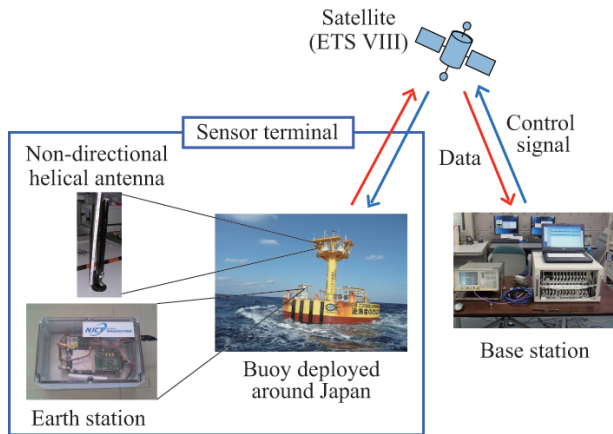 Satellite
(ETS VIII)
Sensor terminal
Non-directional
helical antenna
Control
signal
Data
NICT
Buoy deployed
around Japan
Base station
Earth station